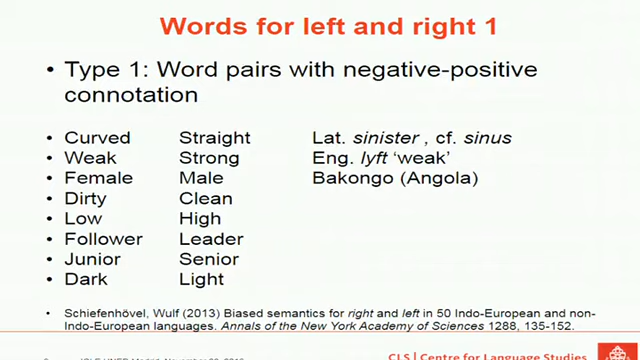 Words for left and right 1
• Type 1: Word pairs with negative-positive
connotation
• Curved Straight Lat. sinister , cf. sinus
• Weak Strong Eng. lyft 'weak'
• Female Male Bakongo (Angola)
• Dirty Clean
• Low High
• Follower Leader
• Junior Senior
• Dark Light
• Schiefenhövel, Wulf (2013) Biased semantics for right and left in 50 Indo-European and non-
Indo-European languages. Annals of the New York Academy of Sciences 1288, 135-152.
CLS | Centre for Language Studies